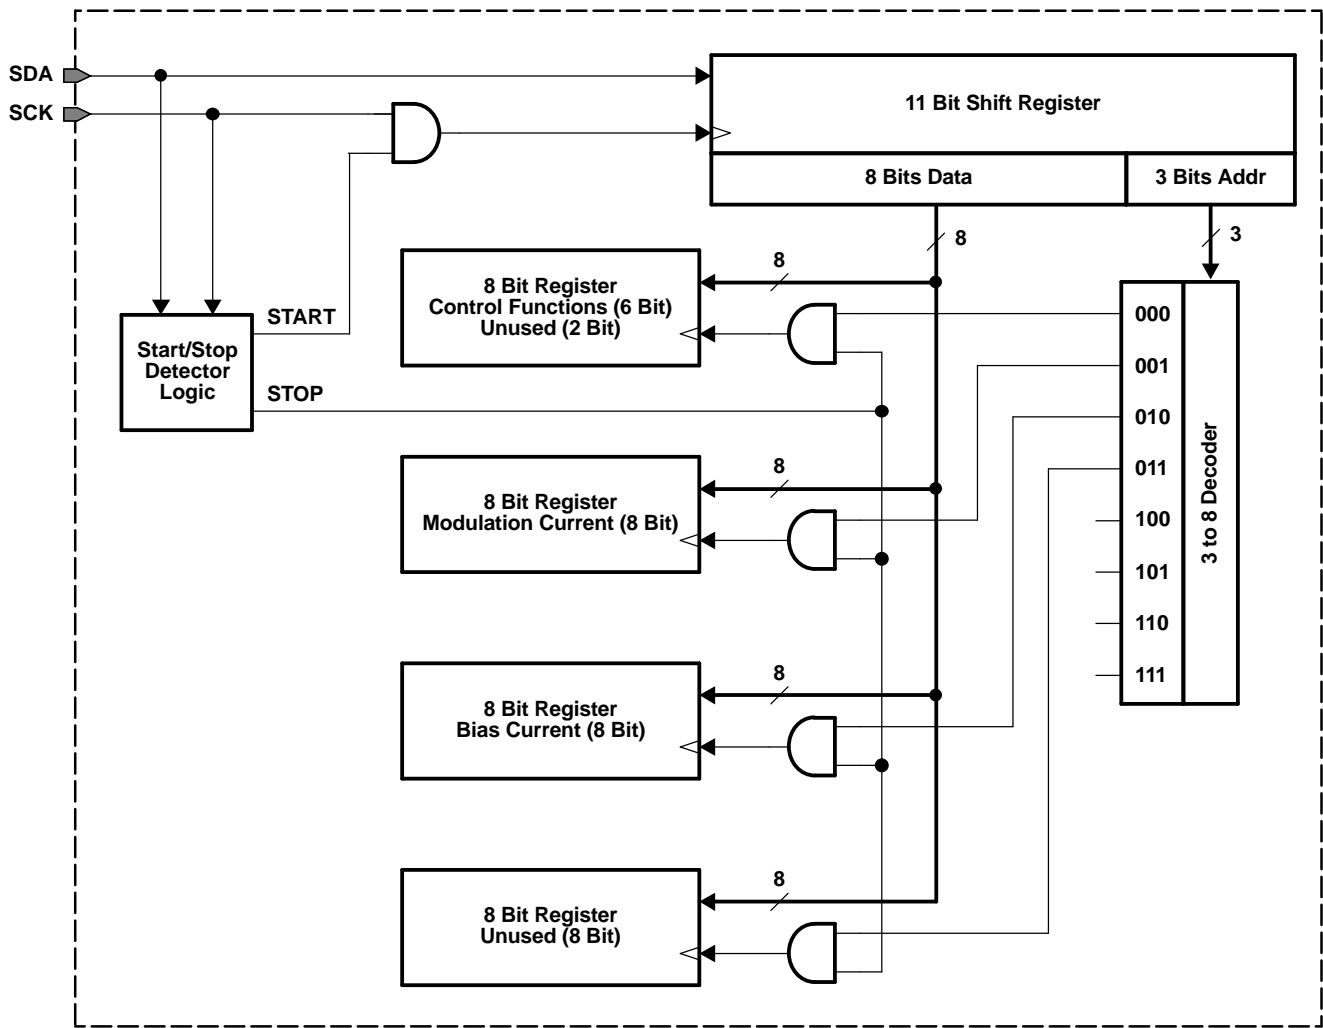 SDA
SCK
11 Bit Shift Register
8 Bits Data
3 Bits Addr
8
3
8
8 Bit Register
Control Functions (6 Bit)
Unused (2 Bit)
START
Start/Stop
Detector
Logic
STOP
000
001
010
011
100
101
110
111
3 to 8 Decoder
8
8 Bit Register
Modulation Current (8 Bit)
8
8 Bit Register
Bias Current (8 Bit)
8
8 Bit Register
Unused (8 Bit)